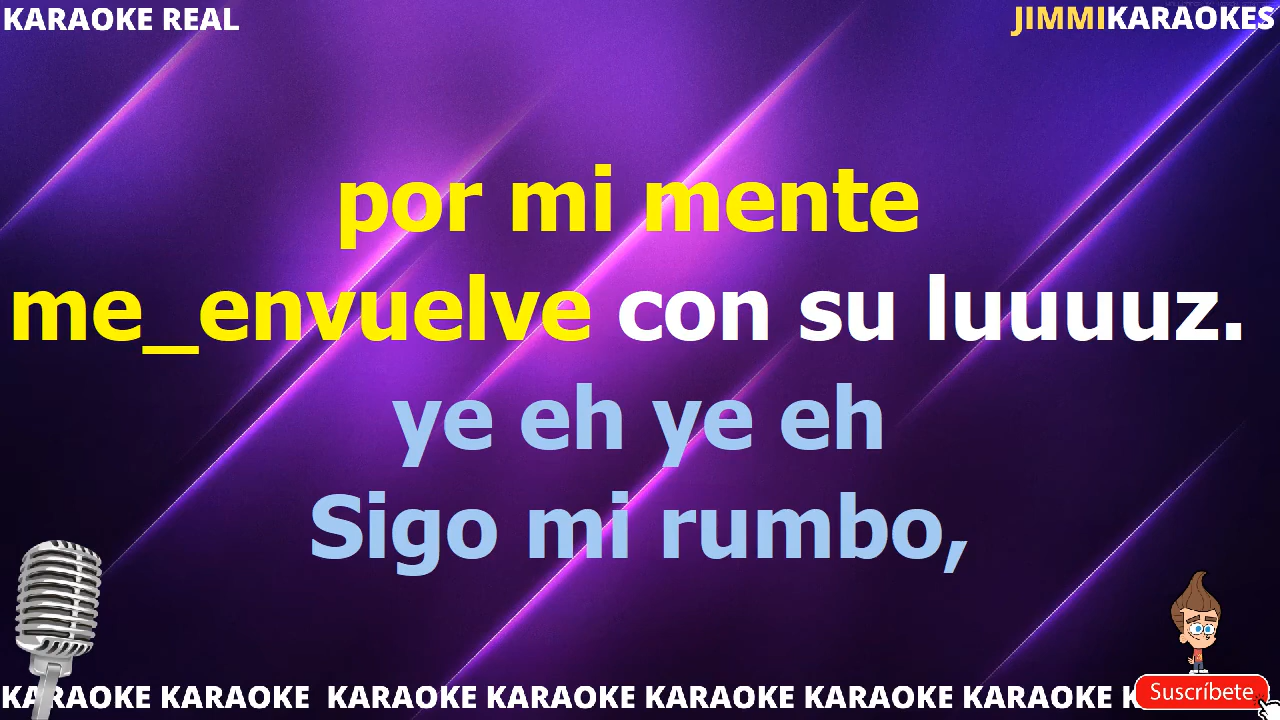 KARAOKE REAL
JIMMIKARAOKES
por mi mente
me_envuelve con su luuuuz.
ye eh ye eh
Sigo mi rumbo,
KARAOKE KARAOKE KARAOKE KARAOKE KARAOKE KARAOKE KARAOKE K
Suscríbete